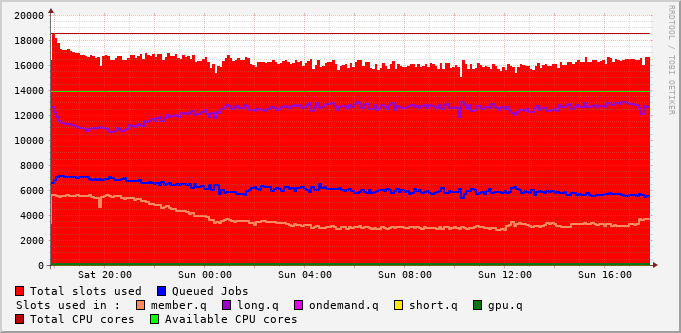 20000
18000
16000
14000
12000
10000
8000
6000
4000
2000
0
Sat 20:00 Sun 00:00 Sun 04:00 Sun 08:00 Sun 12:00 Sun 16:00
RRDTOOL / TOBI OETIKER
Total slots used Queued Jobs
Slots used in : member.q long.q ondemand.q short.q gpu.q
Total CPU cores Available CPU cores